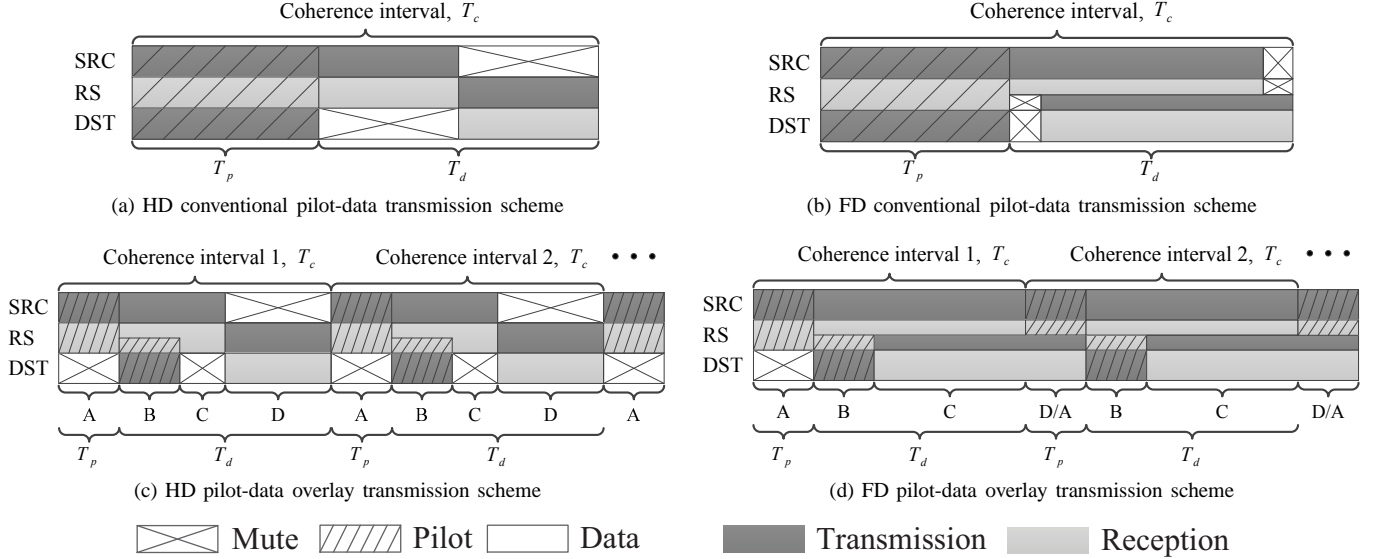 Coherence interval, T_c
SRC
RS
DST
T_p T_d
(a) HD conventional pilot-data transmission scheme
Coherence interval, T_c
SRC
RS
DST
T_p T_d
(b) FD conventional pilot-data transmission scheme
Coherence interval 1, T_c Coherence interval 2, T_c • • •
SRC
RS
DST
A B C D A B C D A
T_p T_d T_p T_d
(c) HD pilot-data overlay transmission scheme
Coherence interval 1, T_c Coherence interval 2, T_c • • •
SRC
RS
DST
A B C D/A B C D/A
T_p T_d T_p T_d
(d) FD pilot-data overlay transmission scheme
Mute Pilot Data Transmission Reception